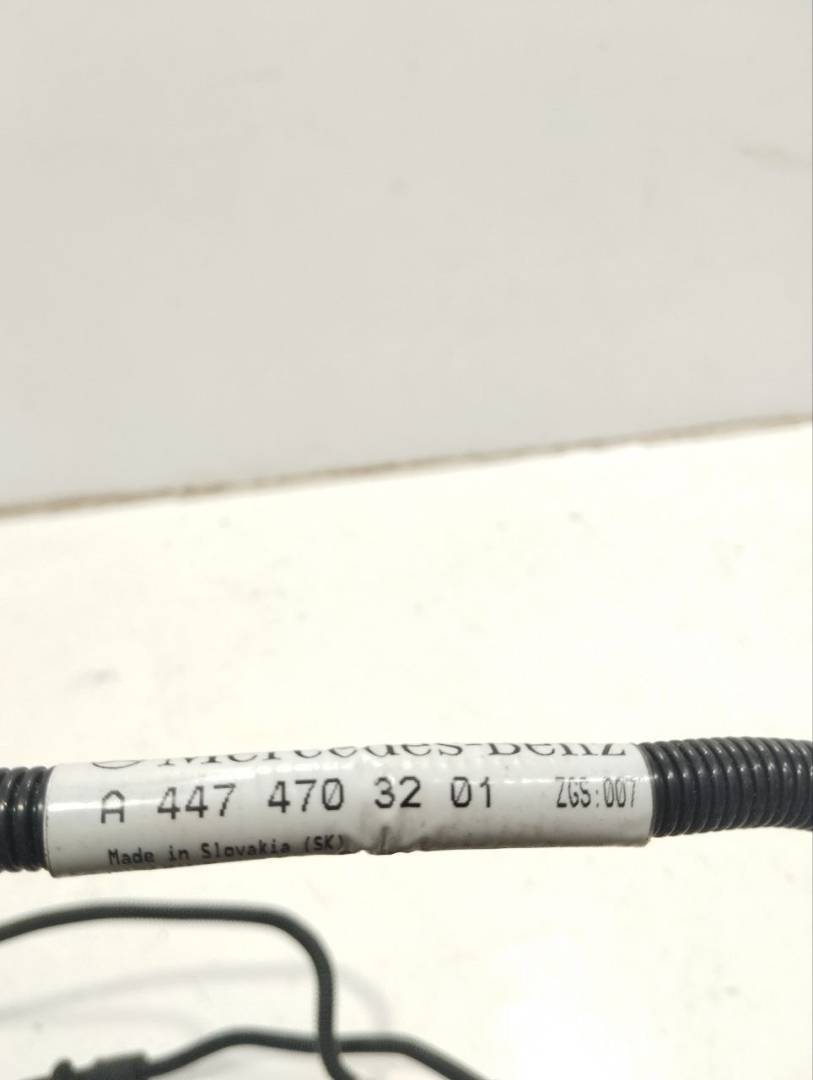 Mercedes-Benz
A 447 470 32 01 ZGS:007
Made in Slovakia (SK)